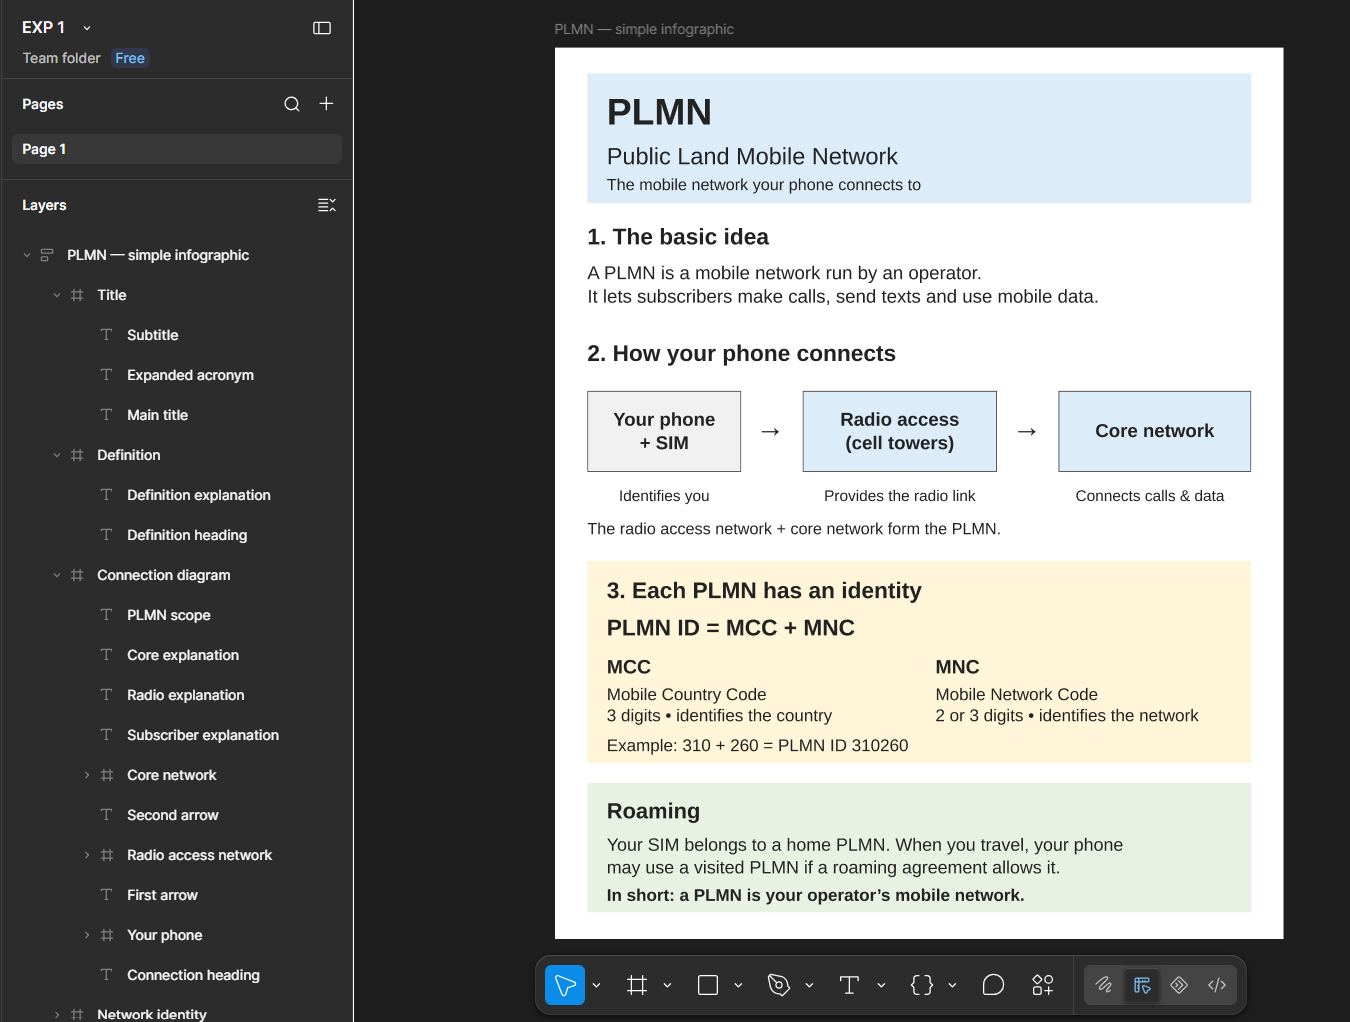 EXP 1
Team folder Free
Pages
Page 1
Layers
PLMN — simple infographic
Title
Subtitle
Expanded acronym
Main title
Definition
Definition explanation
Definition heading
Connection diagram
PLMN scope
Core explanation
Radio explanation
Subscriber explanation
Core network
Second arrow
Radio access network
First arrow
Your phone
Connection heading
Network identity
PLMN — simple infographic
PLMN
Public Land Mobile Network
The mobile network your phone connects to
1. The basic idea
A PLMN is a mobile network run by an operator.
It lets subscribers make calls, send texts and use mobile data.
2. How your phone connects
Your phone
+ SIM
→
Radio access
(cell towers)
→
Core network
Identifies you
Provides the radio link
Connects calls & data
The radio access network + core network form the PLMN.
3. Each PLMN has an identity
PLMN ID = MCC + MNC
MCC
Mobile Country Code
3 digits • identifies the country
MNC
Mobile Network Code
2 or 3 digits • identifies the network
Example: 310 + 260 = PLMN ID 310260
Roaming
Your SIM belongs to a home PLMN. When you travel, your phone
may use a visited PLMN if a roaming agreement allows it.
In short: a PLMN is your operator’s mobile network.